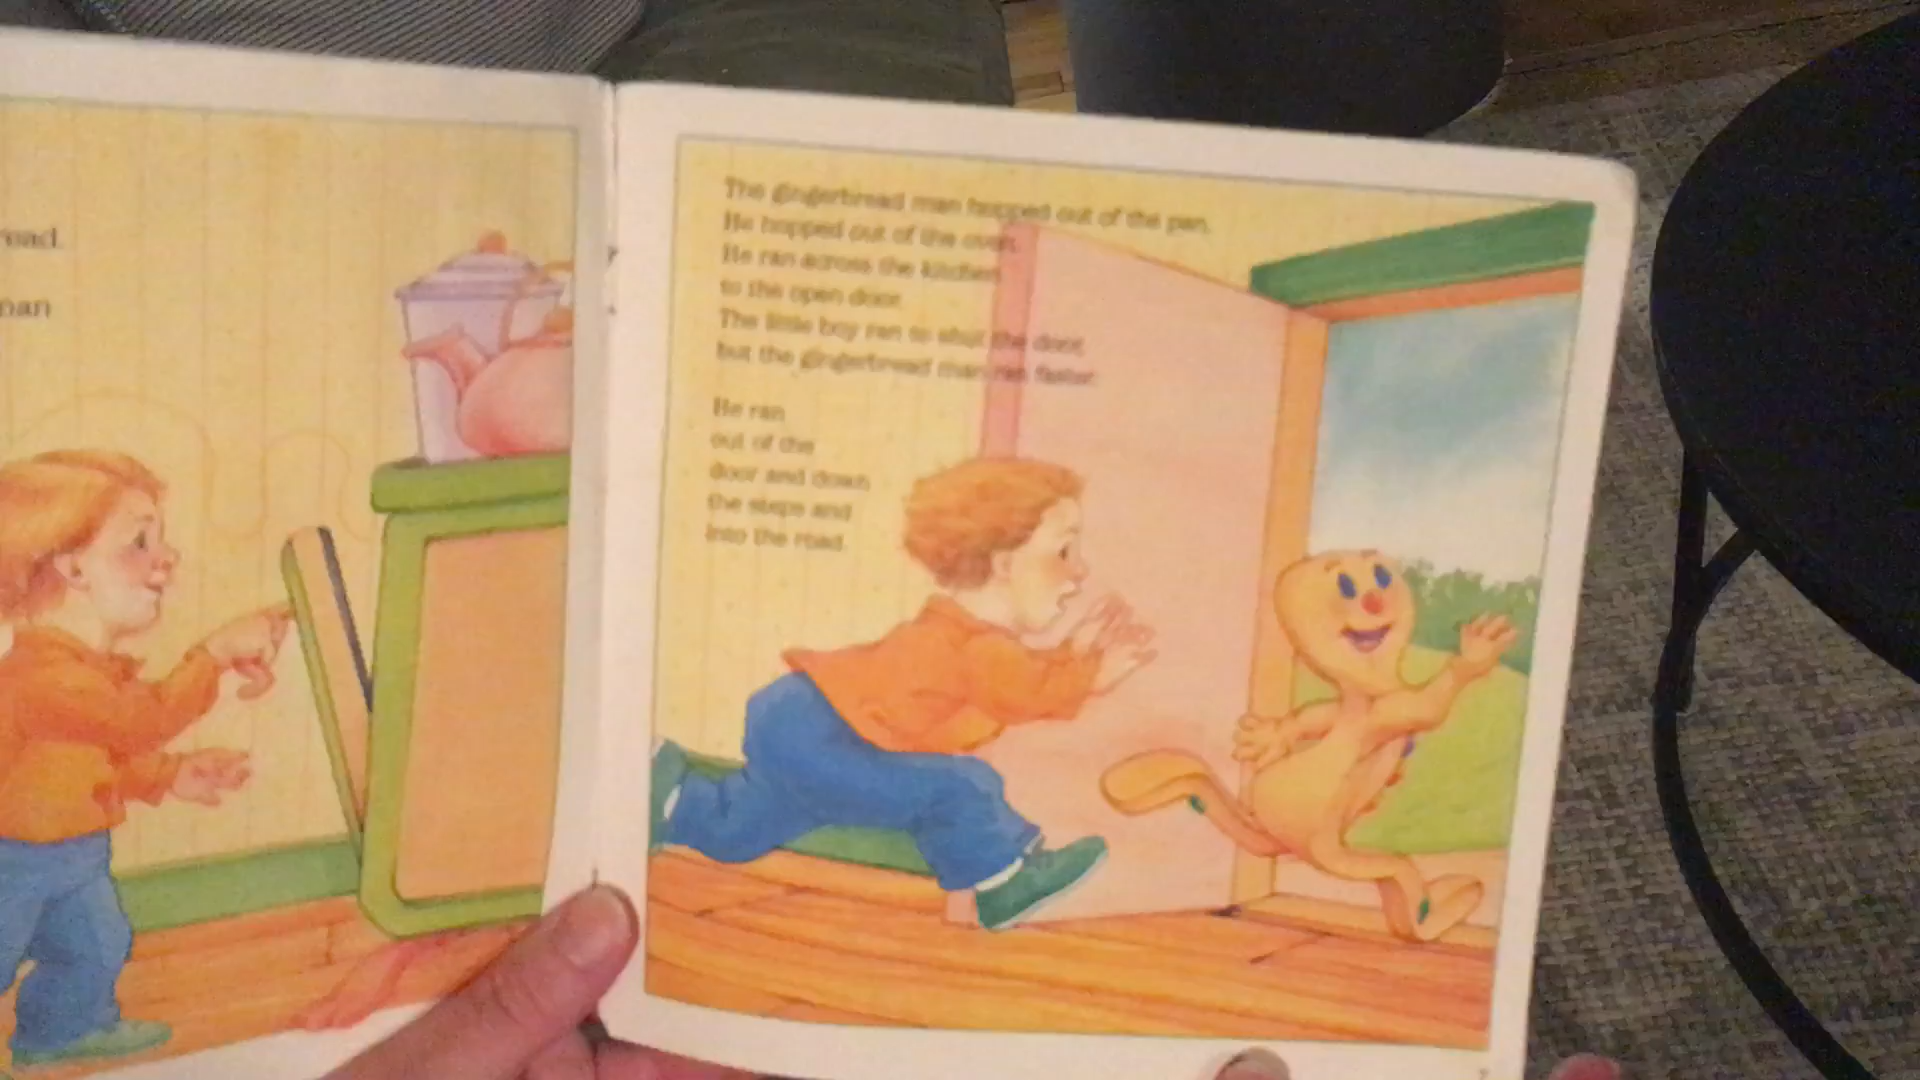 road.
man
The gingerbread man hopped out of the pan.
He hopped out of the oven.
He ran across the kitchen
to the open door.
The little boy ran to shut the door,
but the gingerbread man ran faster.
He ran
out of the
door and down
the steps and
into the road.